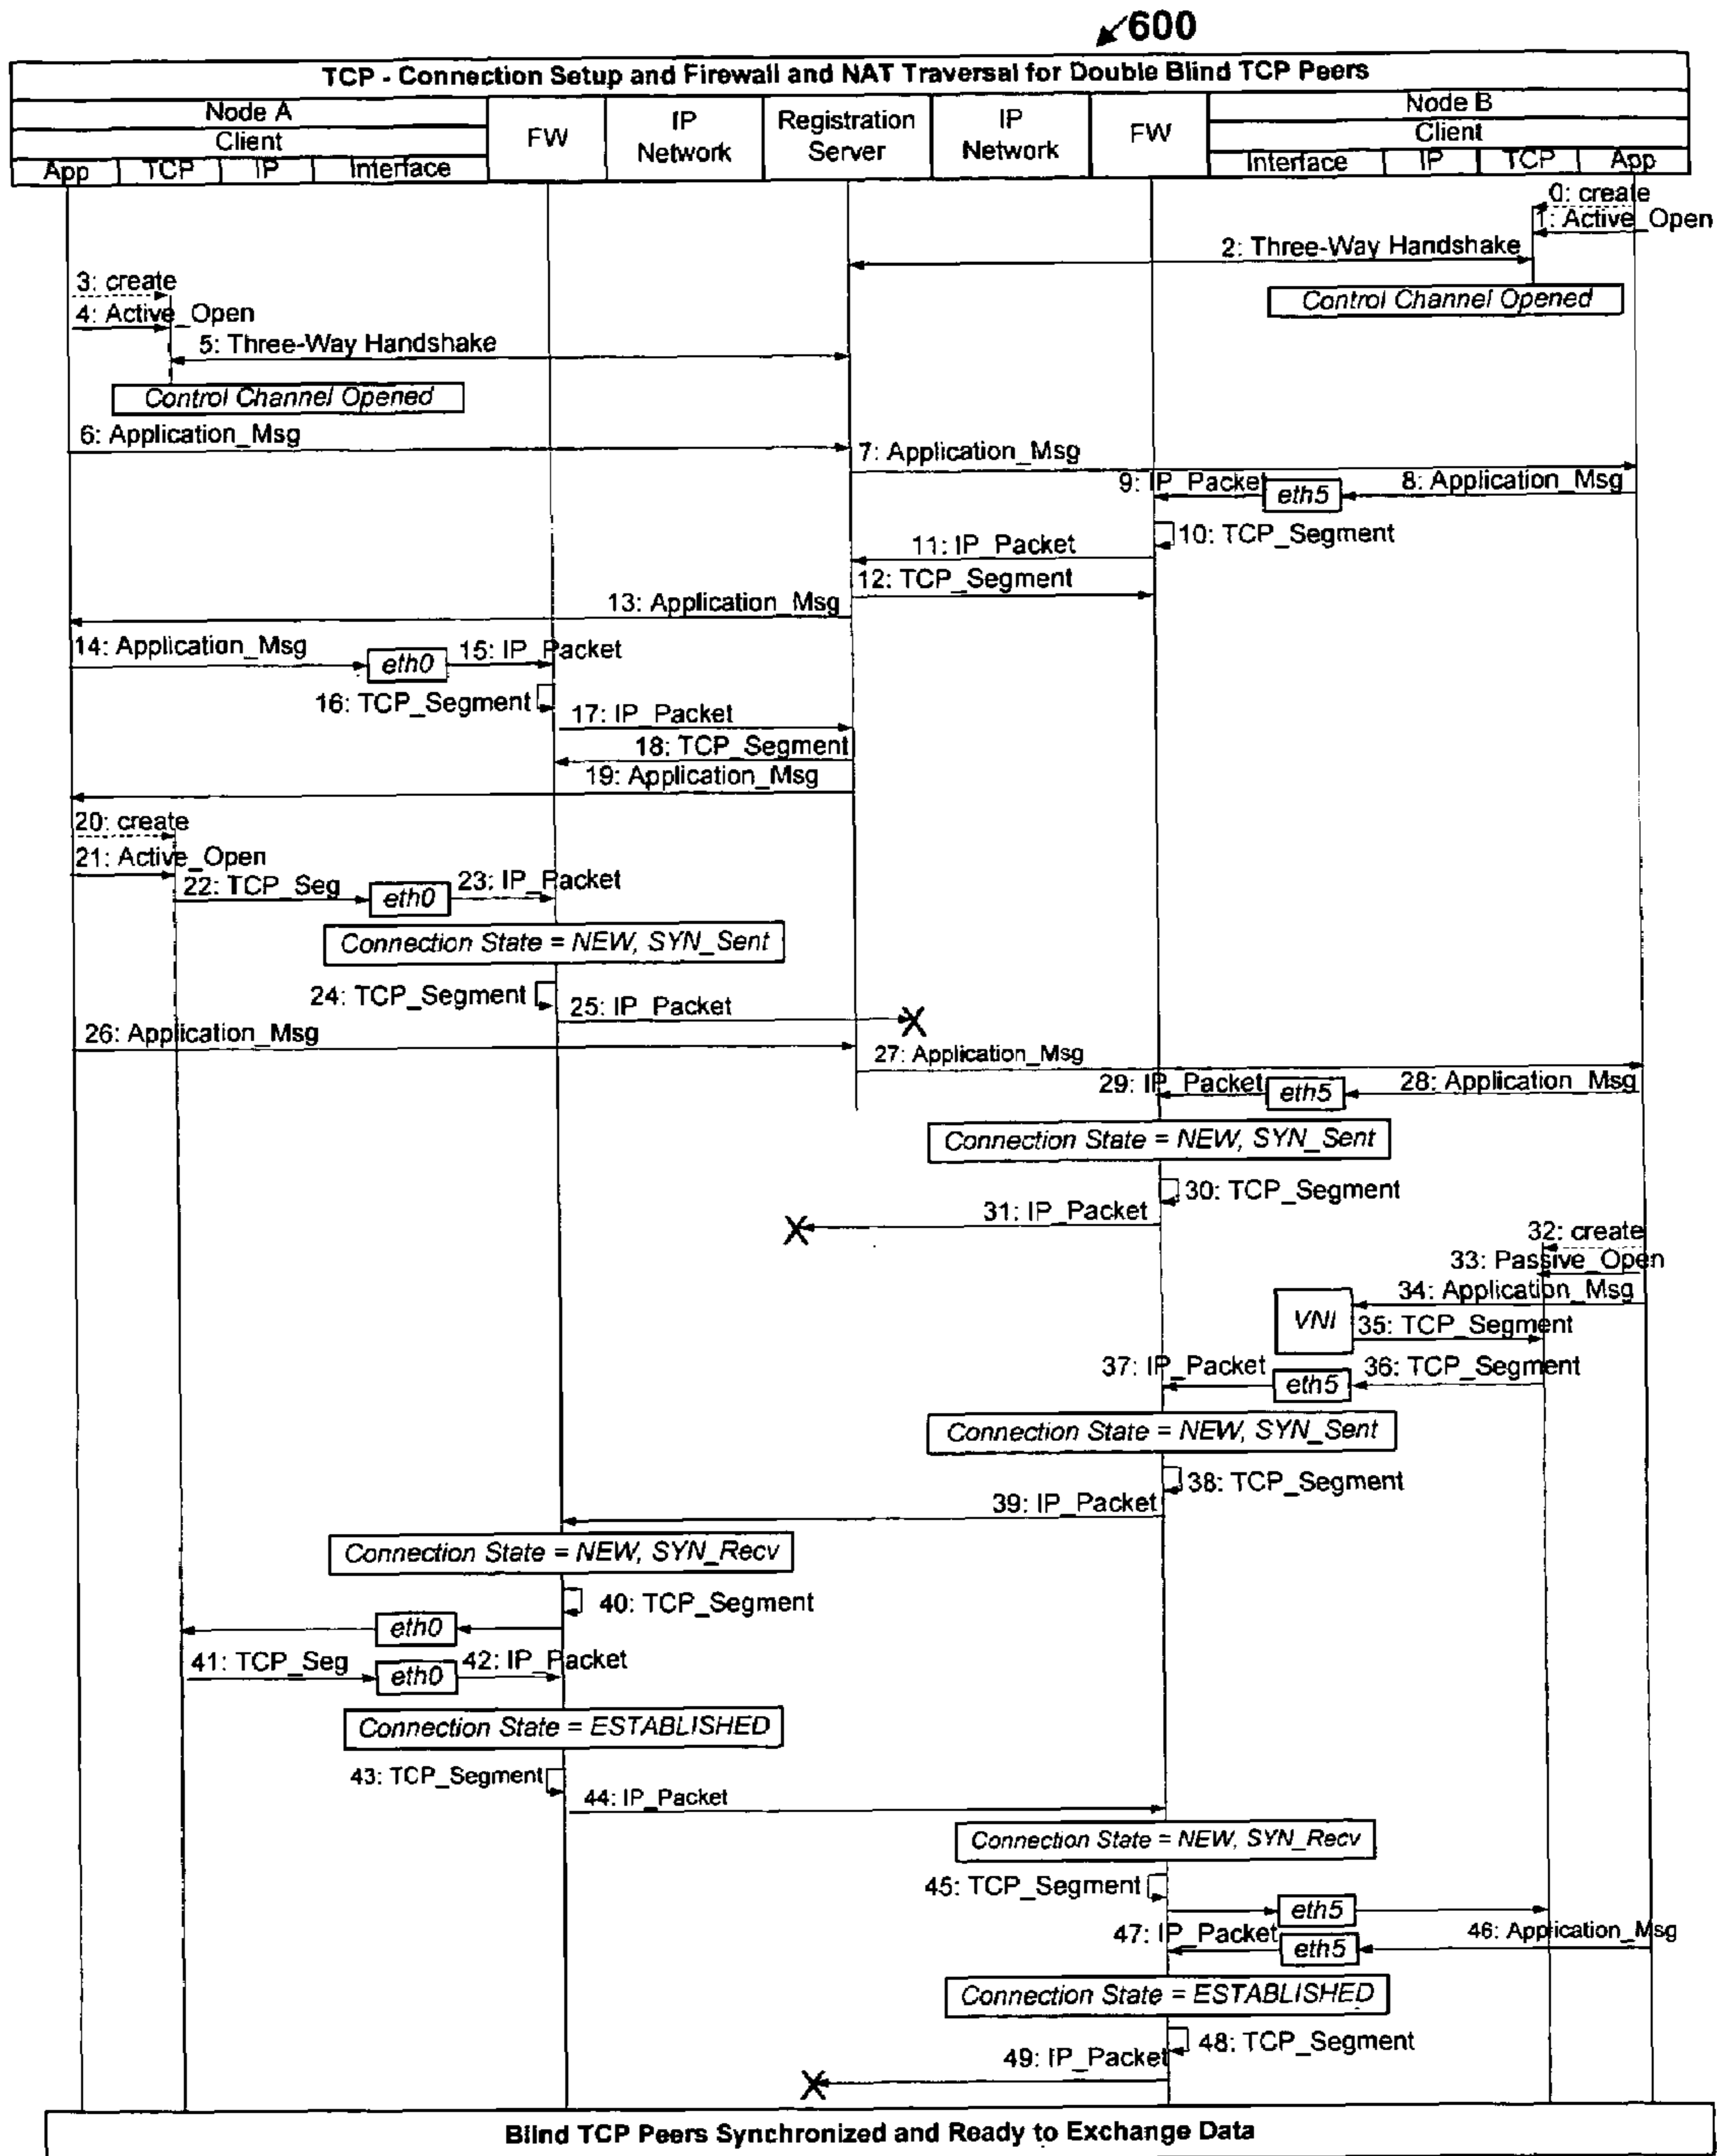 600
TCP - Connection Setup and Firewall and NAT Traversal for Double Blind TCP Peers
Node A
Client
App TCP IP Interface
FW
IP Network
Registration Server
IP Network
FW
Node B
Client
Interface IP TCP App
0: create
1: Active_Open
2: Three-Way Handshake
Control Channel Opened
3: create
4: Active_Open
5: Three-Way Handshake
Control Channel Opened
6: Application_Msg
7: Application_Msg
8: Application_Msg
eth5
9: IP_Packet
10: TCP_Segment
11: IP_Packet
12: TCP_Segment
13: Application_Msg
14: Application_Msg
eth0
15: IP_Packet
16: TCP_Segment
17: IP_Packet
18: TCP_Segment
19: Application_Msg
20: create
21: Active_Open
22: TCP_Seg
eth0
23: IP_Packet
Connection State = NEW, SYN_Sent
24: TCP_Segment
25: IP_Packet
26: Application_Msg
27: Application_Msg
28: Application_Msg
eth5
29: IP_Packet
Connection State = NEW, SYN_Sent
30: TCP_Segment
31: IP_Packet
32: create
33: Passive_Open
34: Application_Msg
VNI
35: TCP_Segment
36: TCP_Segment
eth5
37: IP_Packet
Connection State = NEW, SYN_Sent
38: TCP_Segment
39: IP_Packet
Connection State = NEW, SYN_Recv
40: TCP_Segment
eth0
41: TCP_Seg
eth0
42: IP_Packet
Connection State = ESTABLISHED
43: TCP_Segment
44: IP_Packet
Connection State = NEW, SYN_Recv
45: TCP_Segment
eth5
46: Application_Msg
eth5
47: IP_Packet
Connection State = ESTABLISHED
48: TCP_Segment
49: IP_Packet
Blind TCP Peers Synchronized and Ready to Exchange Data